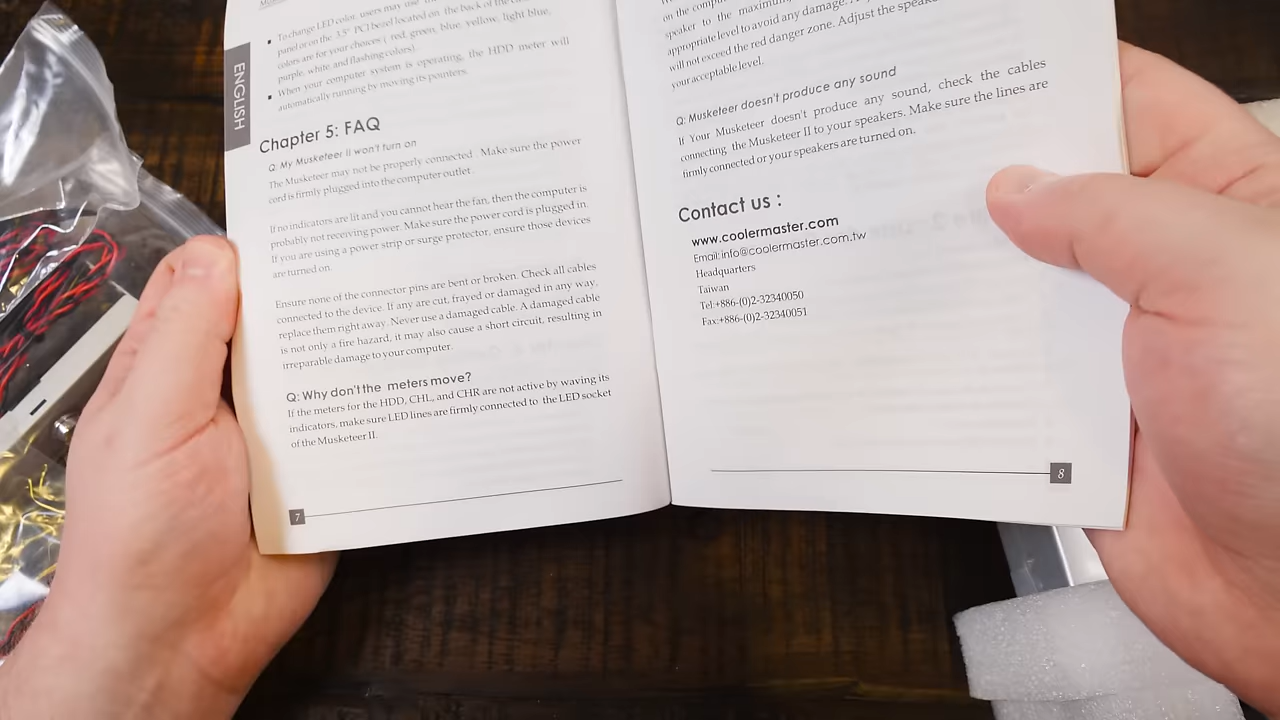 To change LED color, users may use
panel or on the 3.5" PCI bezel located on the back of the
colors are for your choices ( red, green, blue, yellow, light blue,
purple, white and flashing colors).
When your computer system is operating, the HDD meter will
automatically running by moving its pointers.
ENGLISH
Chapter 5: FAQ
Q: My Musketeer II won't turn on
The Musketeer may not be properly connected . Make sure the power
cord is firmly plugged into the computer outlet .
If no indicators are lit and you cannot hear the fan, then the computer is
probably not receiving power. Make sure the power cord is plugged in.
If you are using a power strip or surge protector, ensure those devices
are turned on.
Ensure none of the connector pins are bent or broken. Check all cables
connected to the device. If any are cut, frayed or damaged in any way,
replace them right away. Never use a damaged cable. A damaged cable
is not only a fire hazard, it may also cause a short circuit, resulting in
irreparable damage to your computer.
Q: Why don't the meters move?
If the meters for the HDD, CHL, and CHR are not active by waving its
indicators, make sure LED lines are firmly connected to the LED socket
of the Musketeer II.
7
on the
speaker to the maximum,
appropriate level to avoid any damage.
will not exceed the red danger zone. Adjust the
your acceptable level.
Q: Musketeer doesn't produce any sound
If Your Musketeer doesn't produce any sound, check the cables
connecting the Musketeer II to your speakers. Make sure the lines are
firmly connected or your speakers are turned on.
Contact us :
www.coolermaster.com
Email:info@coolermaster.com.tw
Headquarters
Taiwan
Tel:+886-(0)2-32340050
Fax:+886-(0)2-32340051
8